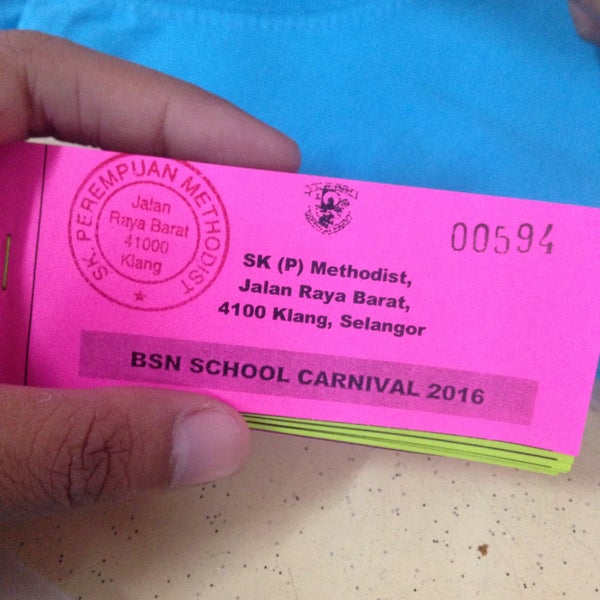 SK PEREMPUAN METHODIST
Jalan
Raya Barat
41000
Klang
00594
SK (P) Methodist,
Jalan Raya Barat,
4100 Klang, Selangor
BSN SCHOOL CARNIVAL 2016